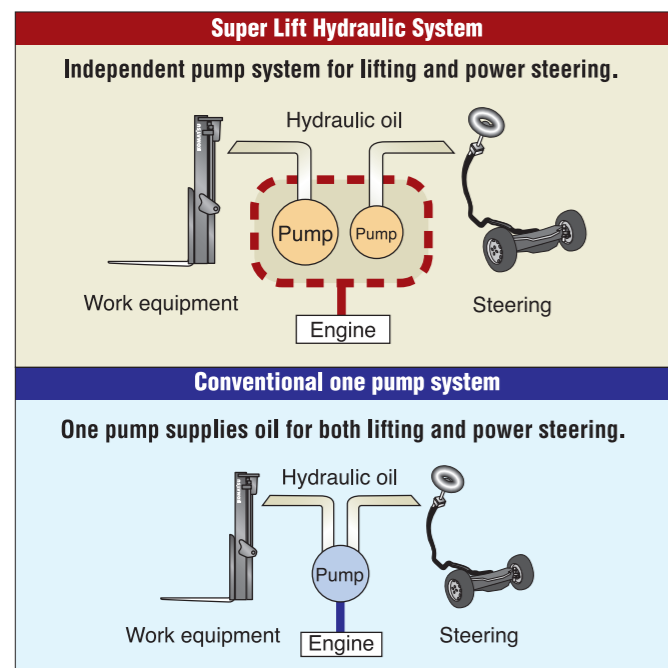 Super Lift Hydraulic System
Independent pump system for lifting and power steering.
Hydraulic oil
Pump
Pump
Work equipment
Steering
Engine
Conventional one pump system
One pump supplies oil for both lifting and power steering.
Hydraulic oil
Pump
Work equipment
Engine
Steering